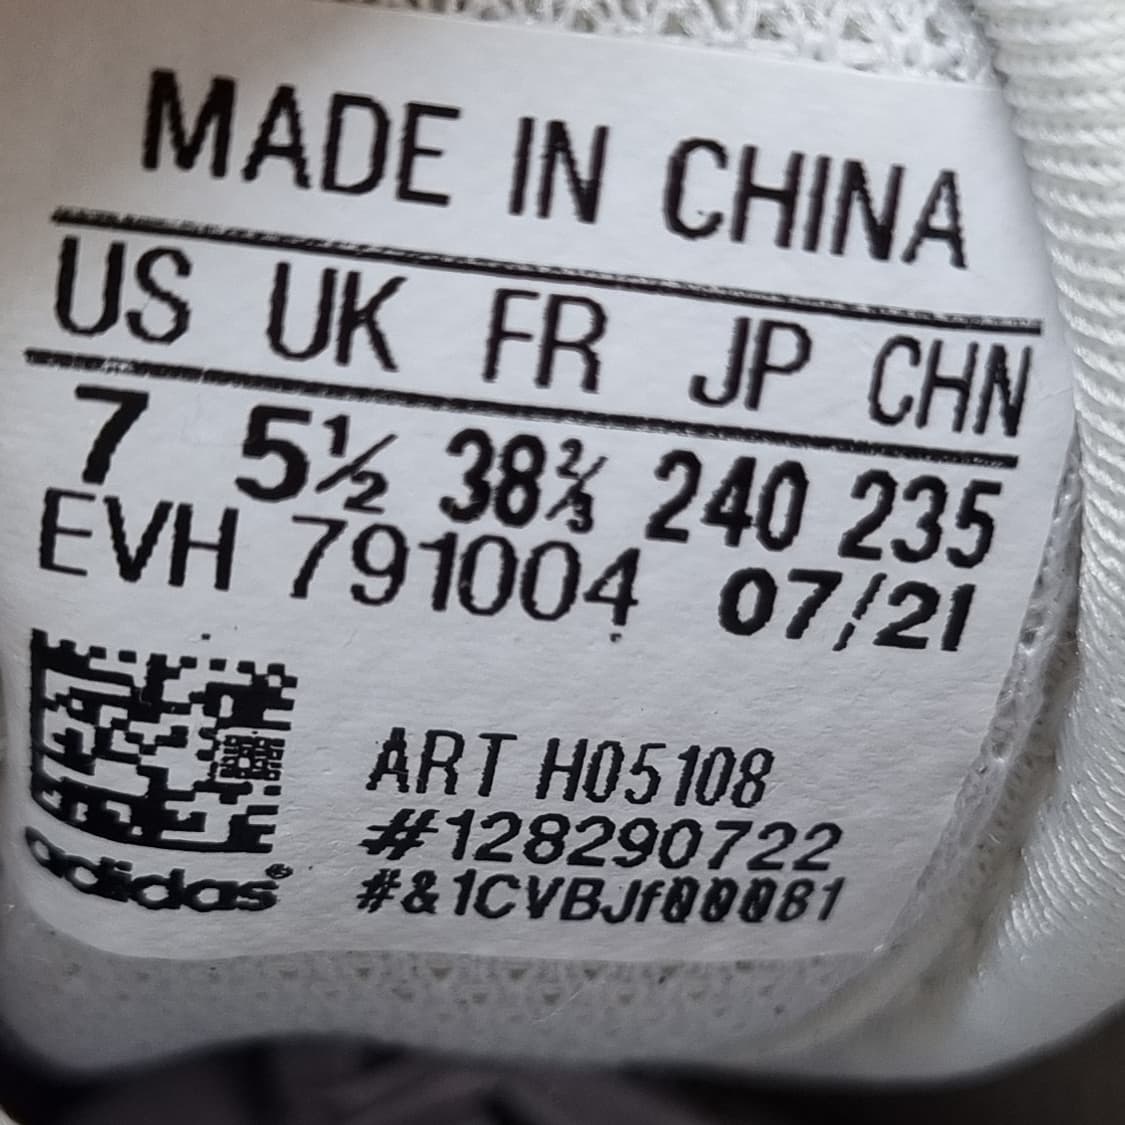 MADE IN CHINA
US UK FR JP CHN
7 5½ 38⅔ 240 235
EVH 791004 07/21
ART H05108
#128290722
#&1CVBJf00081
adidas®